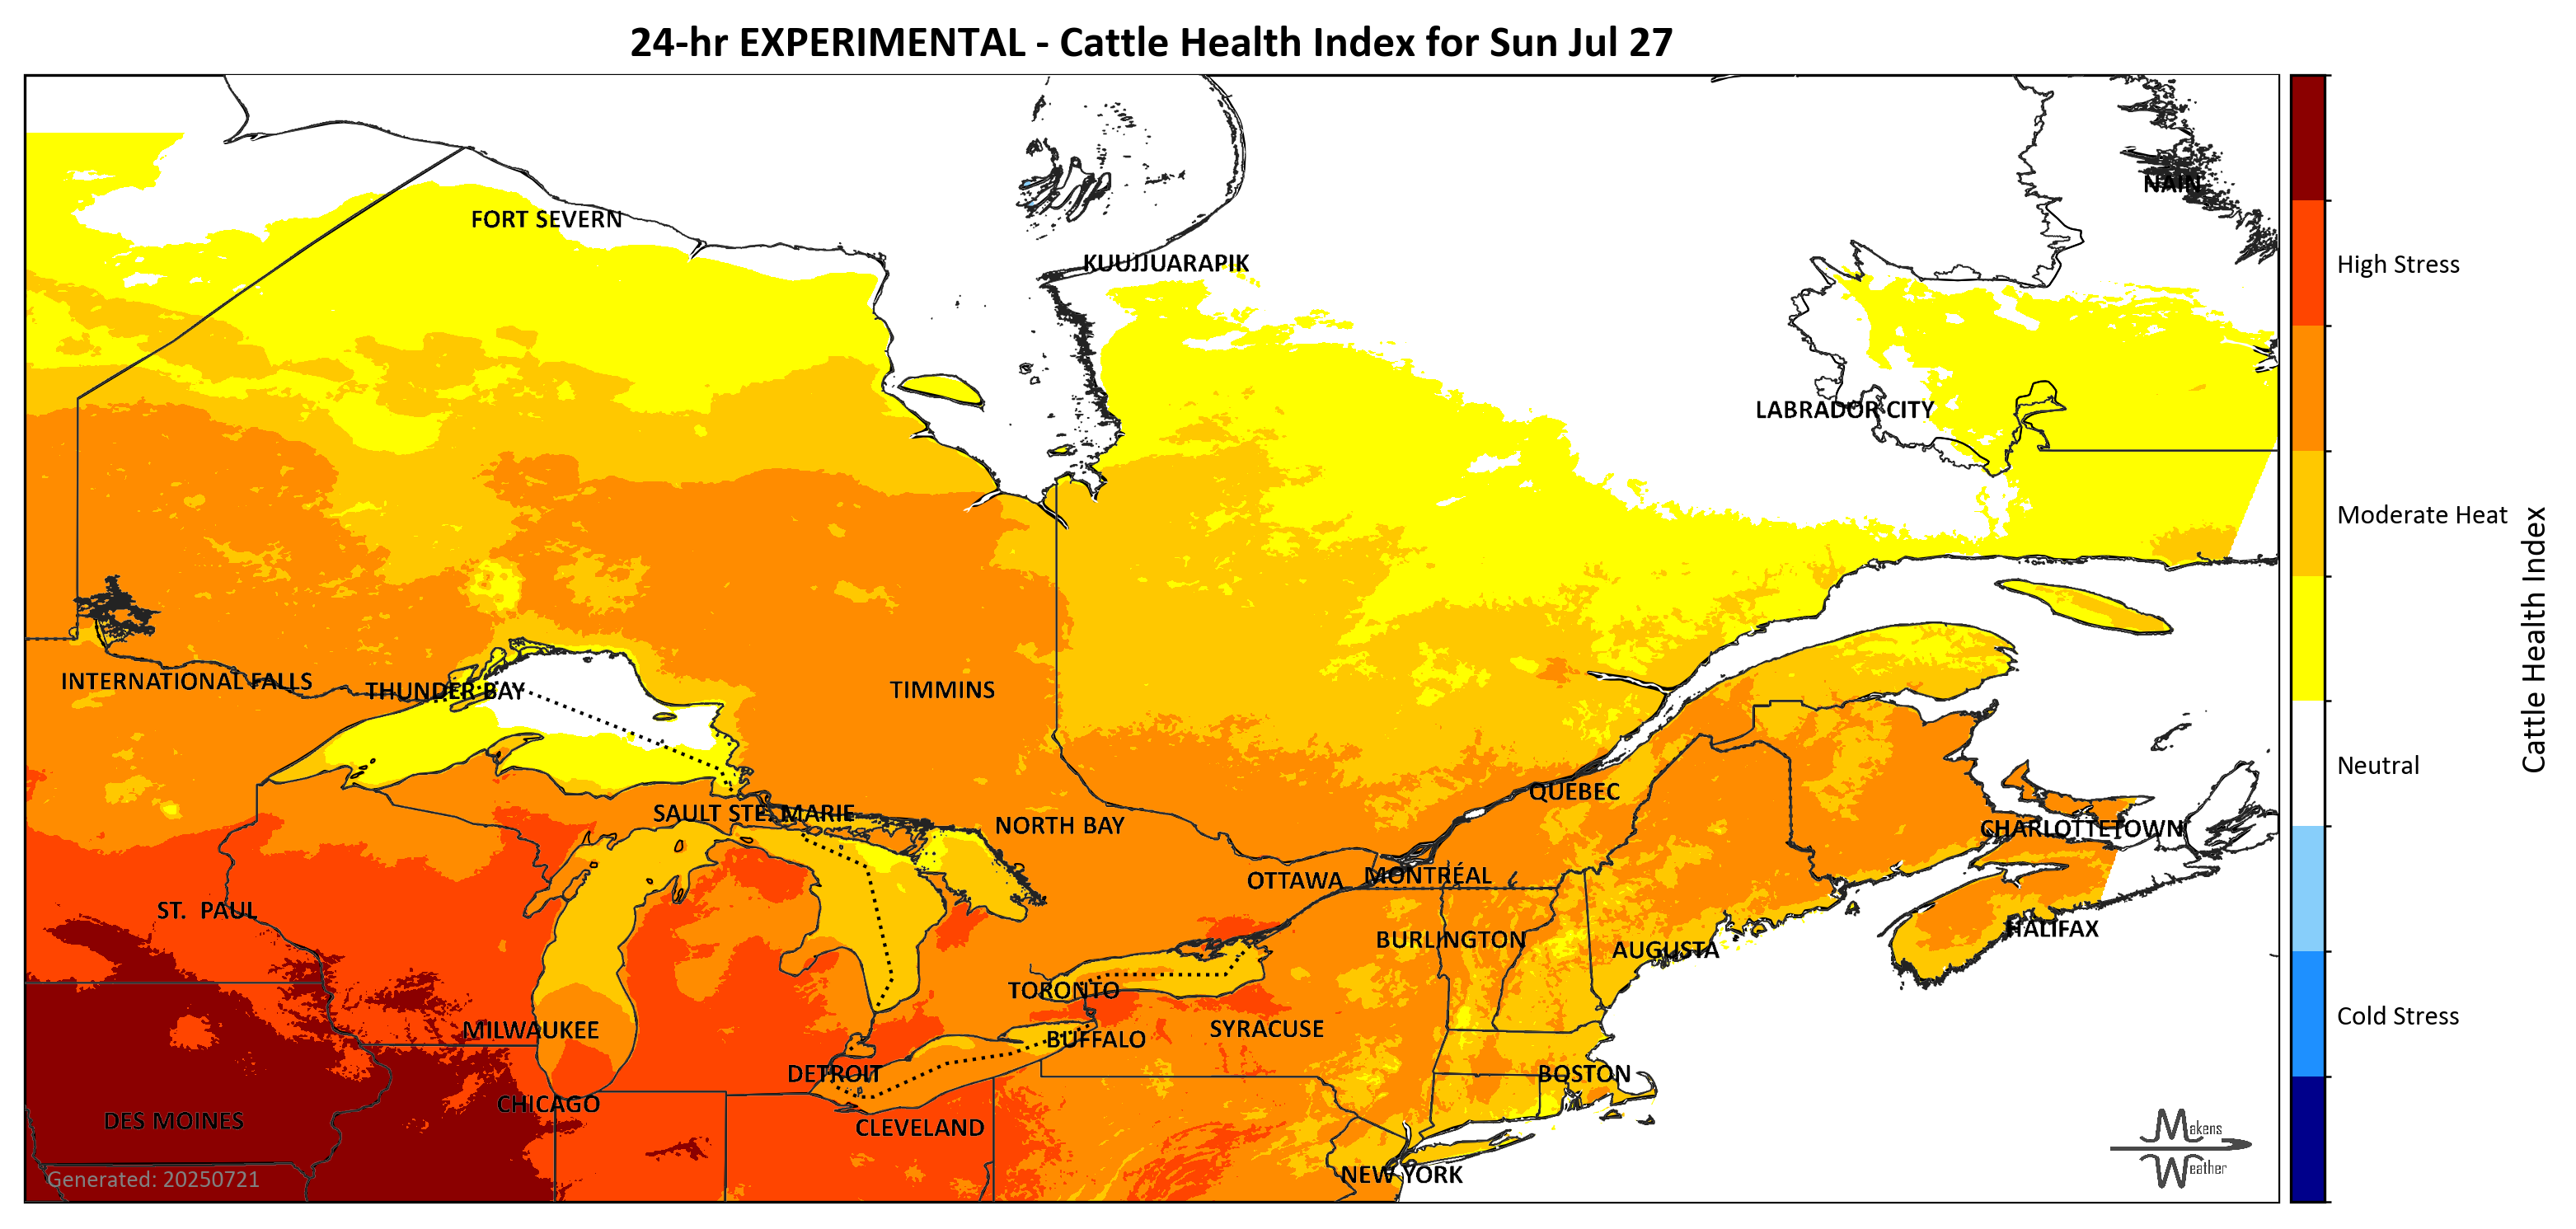 24-hr EXPERIMENTAL - Cattle Health Index for Sun Jul 27
NAIN
FORT SEVERN
KUUJJUARAPIK
High Stress
LABRADOR CITY
Moderate Heat
Cattle Health Index
INTERNATIONAL FALLS
THUNDER BAY
TIMMINS
Neutral
QUEBEC
SAULT STE. MARIE
NORTH BAY
CHARLOTTETOWN
OTTAWA
MONTRÉAL
ST. PAUL
HALIFAX
BURLINGTON
AUGUSTA
TORONTO
Cold Stress
MILWAUKEE
SYRACUSE
BUFFALO
DETROIT
BOSTON
CHICAGO
DES MOINES
CLEVELAND
Makens
Weather
NEW YORK
Generated: 20250721